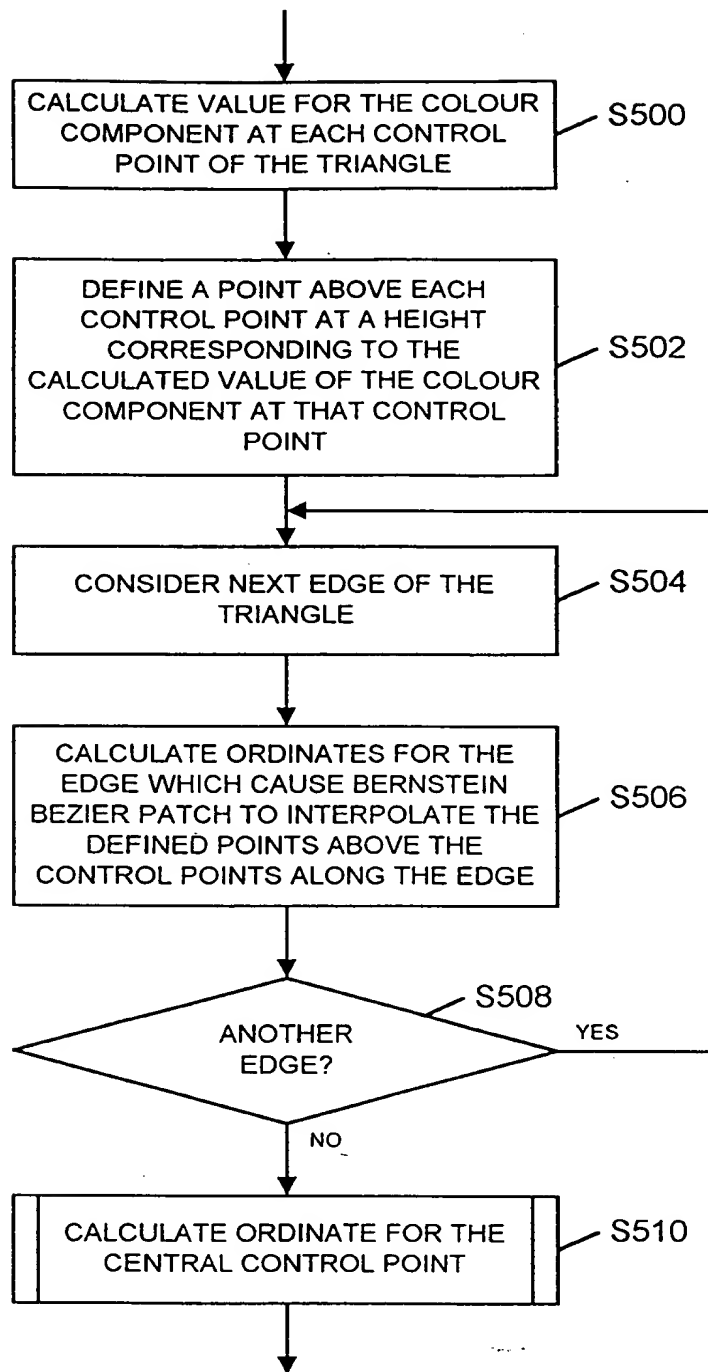 CALCULATE VALUE FOR THE COLOUR
COMPONENT AT EACH CONTROL
POINT OF THE TRIANGLE
S500
DEFINE A POINT ABOVE EACH
CONTROL POINT AT A HEIGHT
CORRESPONDING TO THE
CALCULATED VALUE OF THE COLOUR
COMPONENT AT THAT CONTROL
POINT
S502
CONSIDER NEXT EDGE OF THE
TRIANGLE
S504
CALCULATE ORDINATES FOR THE
EDGE WHICH CAUSE BERNSTEIN
BEZIER PATCH TO INTERPOLATE THE
DEFINED POINTS ABOVE THE
CONTROL POINTS ALONG THE EDGE
S506
S508
ANOTHER
EDGE?
YES
NO
CALCULATE ORDINATE FOR THE
CENTRAL CONTROL POINT
S510